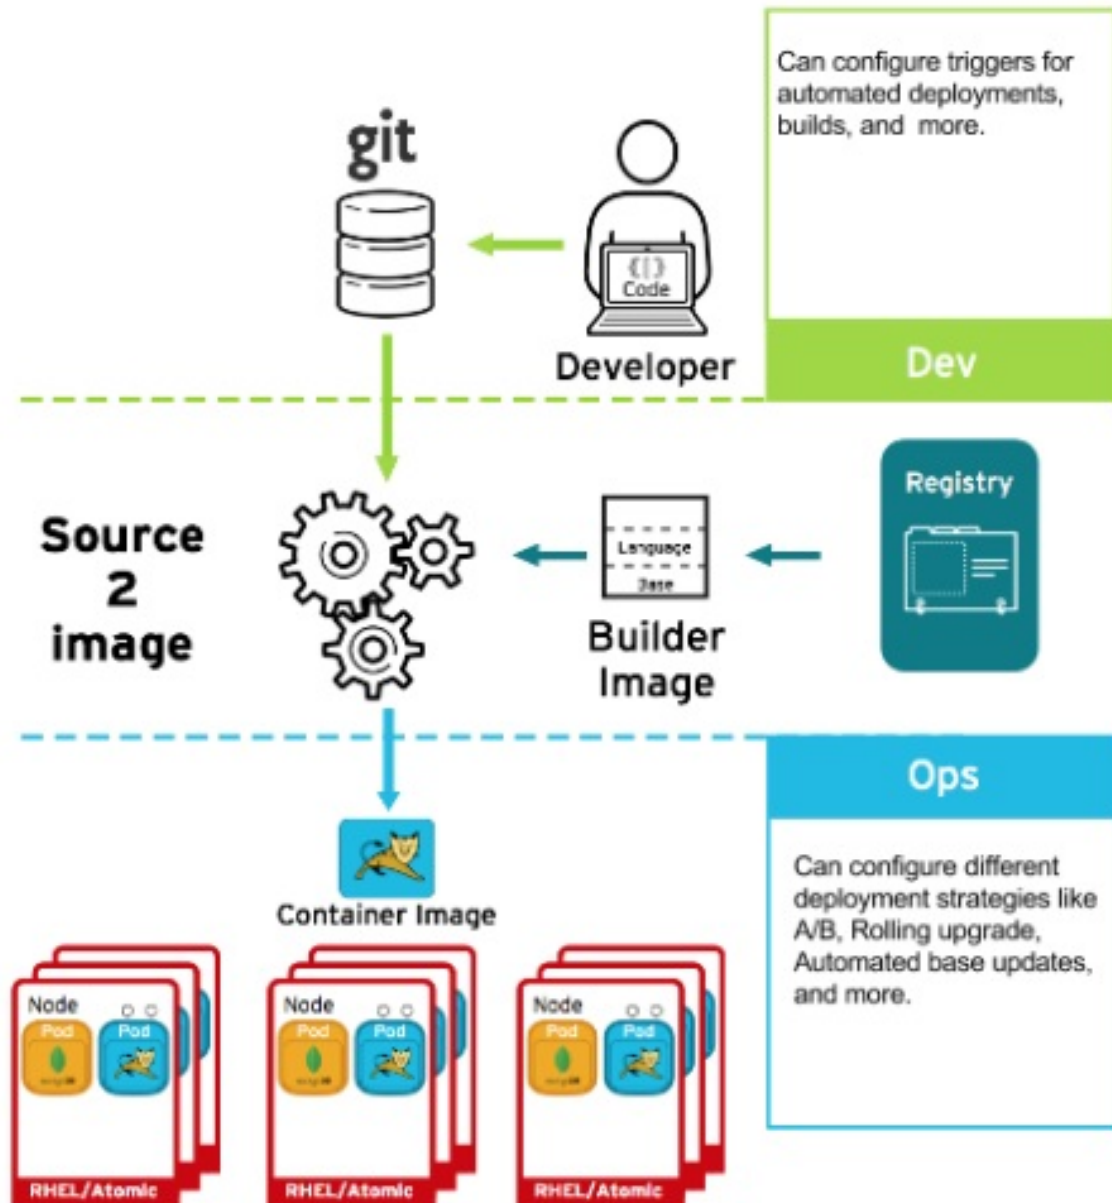 Can configure triggers for
automated deployments,
builds, and more.
git
{[}
Code
Developer
Dev
Source
2
image
Language
Base
Builder
Image
Registry
Ops
Can configure different
deployment strategies like
A/B, Rolling upgrade,
Automated base updates,
and more.
Container Image
Node
Pod
Pod
RHEL/Atomic
Node
Pod
Pod
RHEL/Atomic
Node
Pod
Pod
RHEL/Atomic